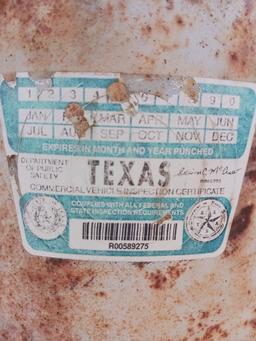 1 2 3 4 8 9 0
JAN MAR APR MAY JUN
JUL AUG SEP OCT NOV DEC
EXPIRES IN MONTH AND YEAR PUNCHED
DEPARTMENT OF PUBLIC SAFETY
TEXAS
COMMERCIAL VEHICLE INSPECTION CERTIFICATE
COMPLIES WITH ALL FEDERAL AND
STATE INSPECTION REQUIREMENTS
R00589275